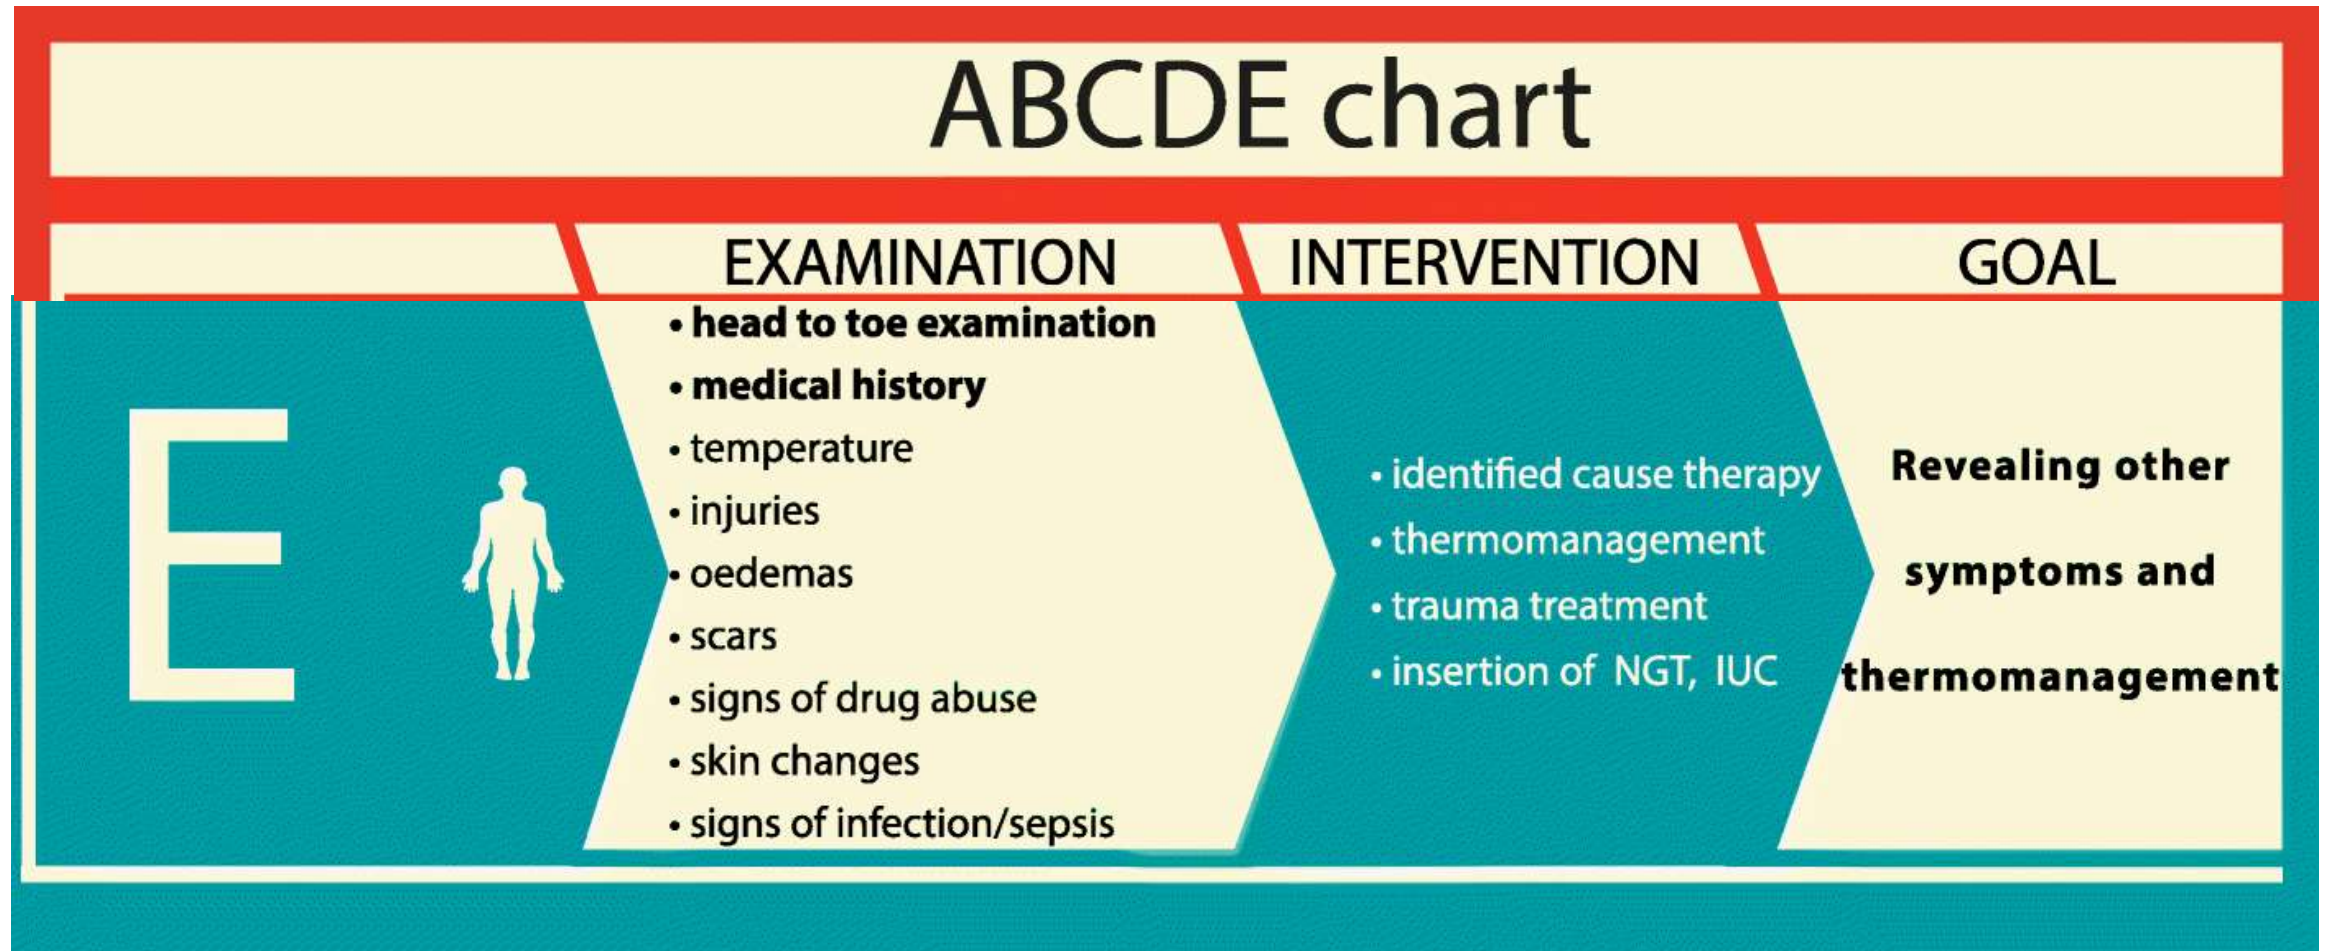 ABCDE chart
EXAMINATION
INTERVENTION
GOAL
E
• head to toe examination
• medical history
• temperature
• injuries
• oedemas
• scars
• signs of drug abuse
• skin changes
• signs of infection/sepsis
• identified cause therapy
• thermomanagement
• trauma treatment
• insertion of NGT, IUC
Revealing other
symptoms and
thermomanagement